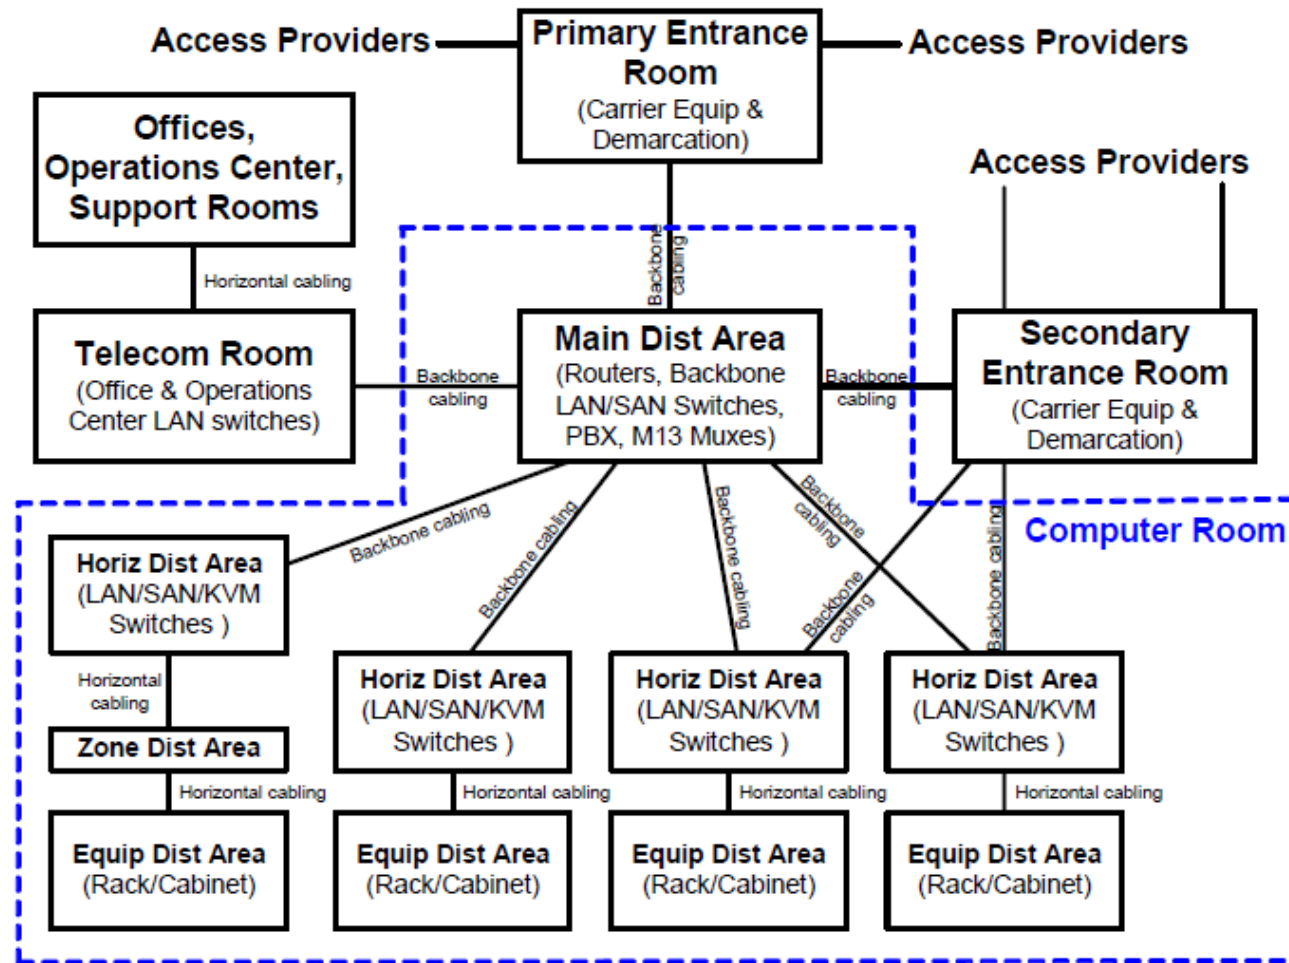 Access Providers
Primary Entrance
Room
(Carrier Equip &
Demarcation)
Access Providers
Offices,
Operations Center,
Support Rooms
Access Providers
Horizontal cabling
Backbone
cabling
Telecom Room
(Office & Operations
Center LAN switches)
Backbone
cabling
Main Dist Area
(Routers, Backbone
LAN/SAN Switches,
PBX, M13 Muxes)
Backbone
cabling
Secondary
Entrance Room
(Carrier Equip &
Demarcation)
Computer Room
Backbone cabling
Backbone cabling
Backbone cabling
Backbone
cabling
Backbone
cabling
Backbone cabling
Horiz Dist Area
(LAN/SAN/KVM
Switches )
Horizontal
cabling
Zone Dist Area
Horizontal cabling
Equip Dist Area
(Rack/Cabinet)
Horiz Dist Area
(LAN/SAN/KVM
Switches )
Horizontal cabling
Equip Dist Area
(Rack/Cabinet)
Horiz Dist Area
(LAN/SAN/KVM
Switches )
Horizontal cabling
Equip Dist Area
(Rack/Cabinet)
Horiz Dist Area
(LAN/SAN/KVM
Switches )
Horizontal cabling
Equip Dist Area
(Rack/Cabinet)